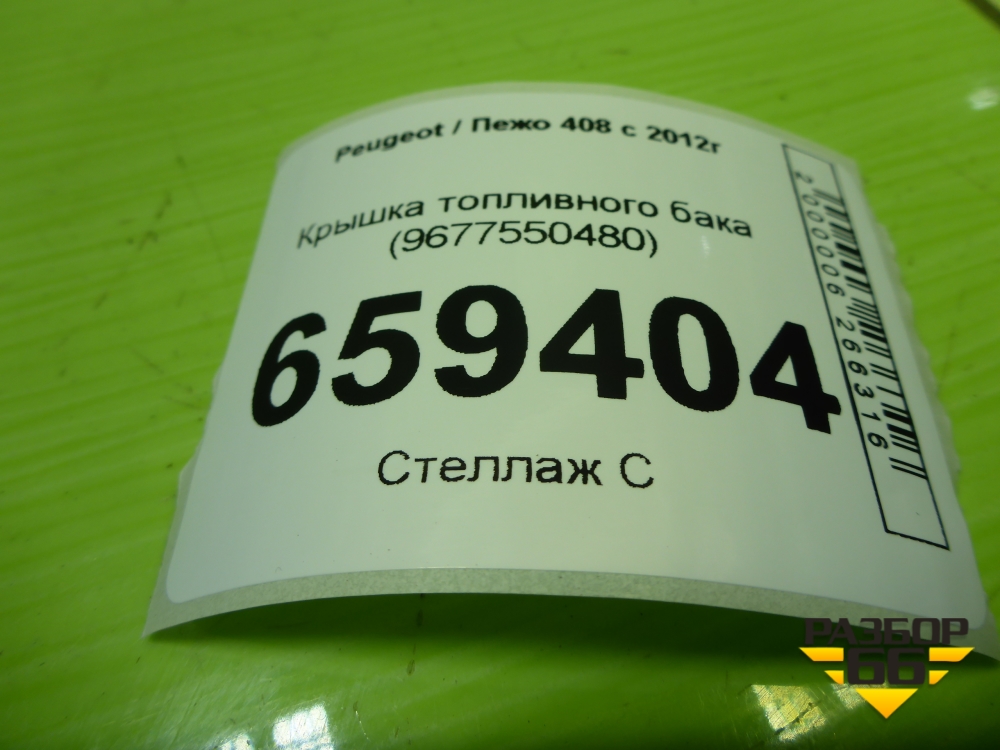 Peugeot / Пежо 408 с 2012г
Крышка топливного бака
(9677550480)
659404
Стеллаж С
2000006266316
РАЗБОР
66